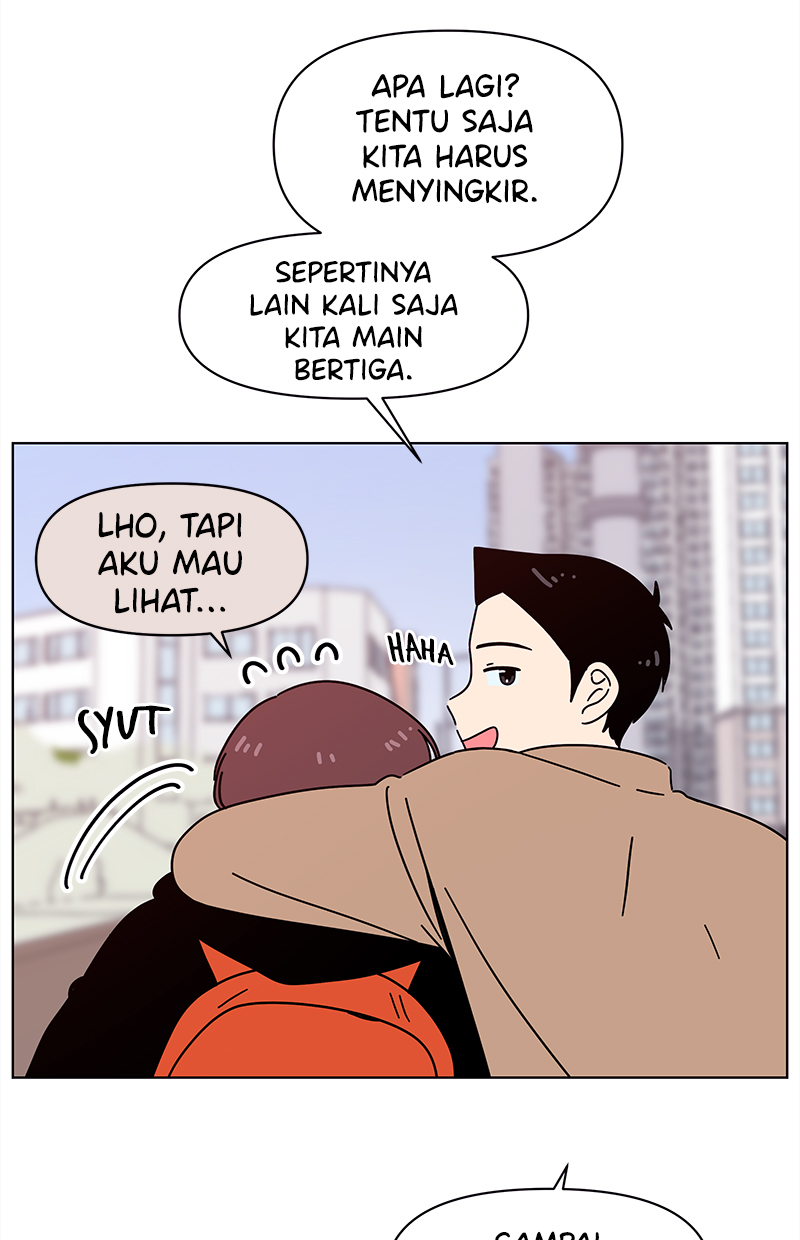 APA LAGI?
TENTU SAJA
KITA HARUS
MENYINGKIR.
SEPERTINYA
LAIN KALI SAJA
KITA MAIN
BERTIGA.
LHO, TAPI
AKU MAU
LIHAT...
HAHA
SYUT
SAMPAI